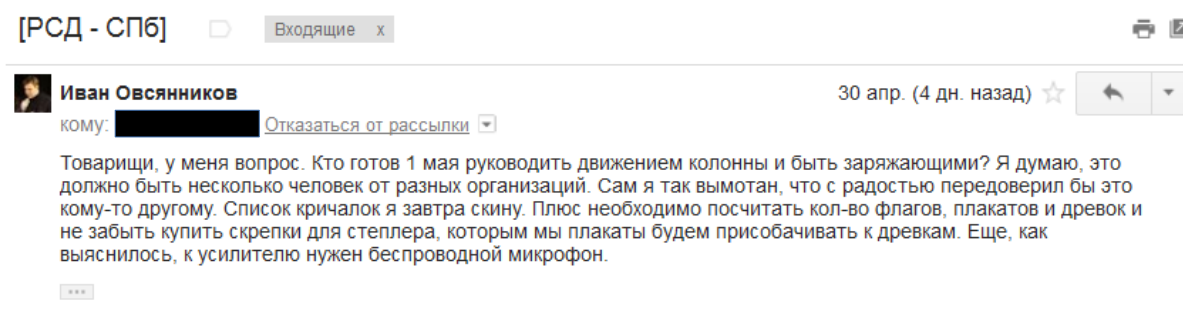 [РСД - СПб]
Входящие x
Иван Овсянников
30 апр. (4 дн. назад)
кому:
Отказаться от рассылки
Товарищи, у меня вопрос. Кто готов 1 мая руководить движением колонны и быть заряжающими? Я думаю, это
должно быть несколько человек от разных организаций. Сам я так вымотан, что с радостью передоверил бы это
кому-то другому. Список кричалок я завтра скину. Плюс необходимо посчитать кол-во флагов, плакатов и древок и
не забыть купить скрепки для степлера, которым мы плакаты будем присобачивать к древкам. Еще, как
выяснилось, к усилителю нужен беспроводной микрофон.